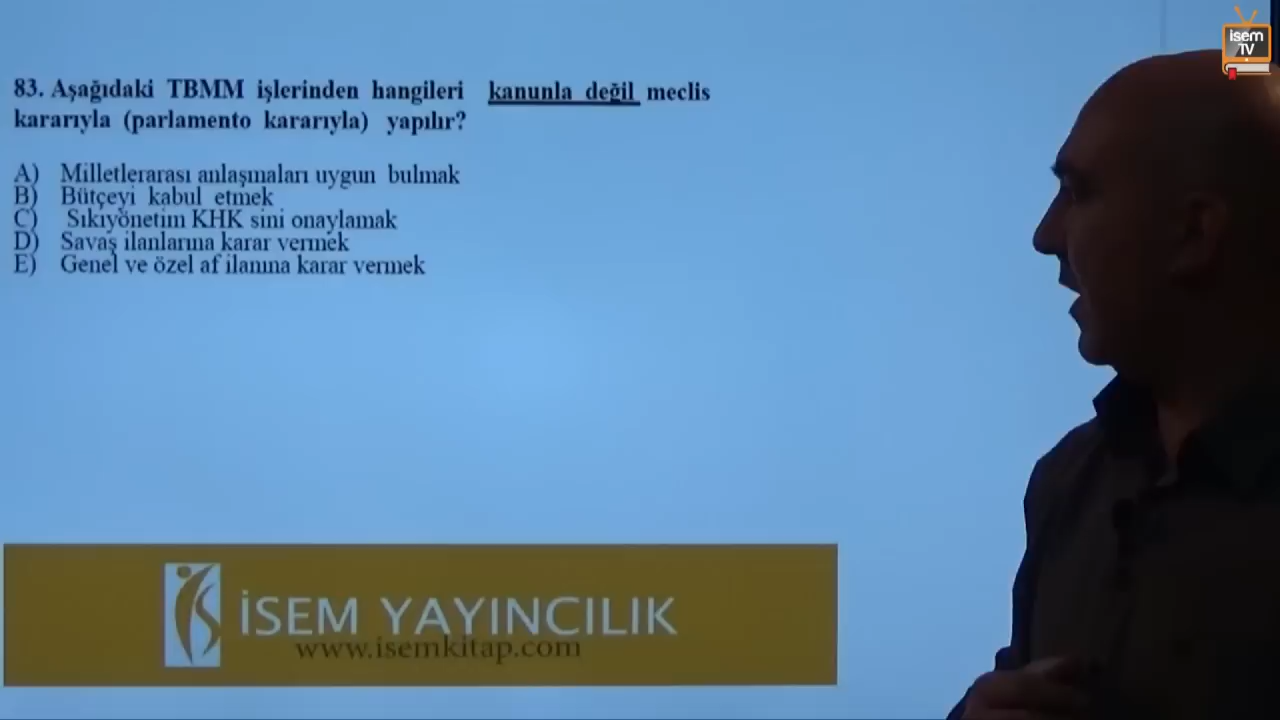 isem
TV
83. Aşağıdaki TBMM işlerinden hangileri kanunla değil meclis
kararıyla (parlamento kararıyla) yapılır?
A) Milletlerarası anlaşmaları uygun bulmak
B) Bütçeyi kabul etmek
C) Sıkıyönetim KHK sini onaylamak
D) Savaş ilanlarına karar vermek
E) Genel ve özel af ilanına karar vermek
İSEM YAYINCILIK
www.isemkitap.com